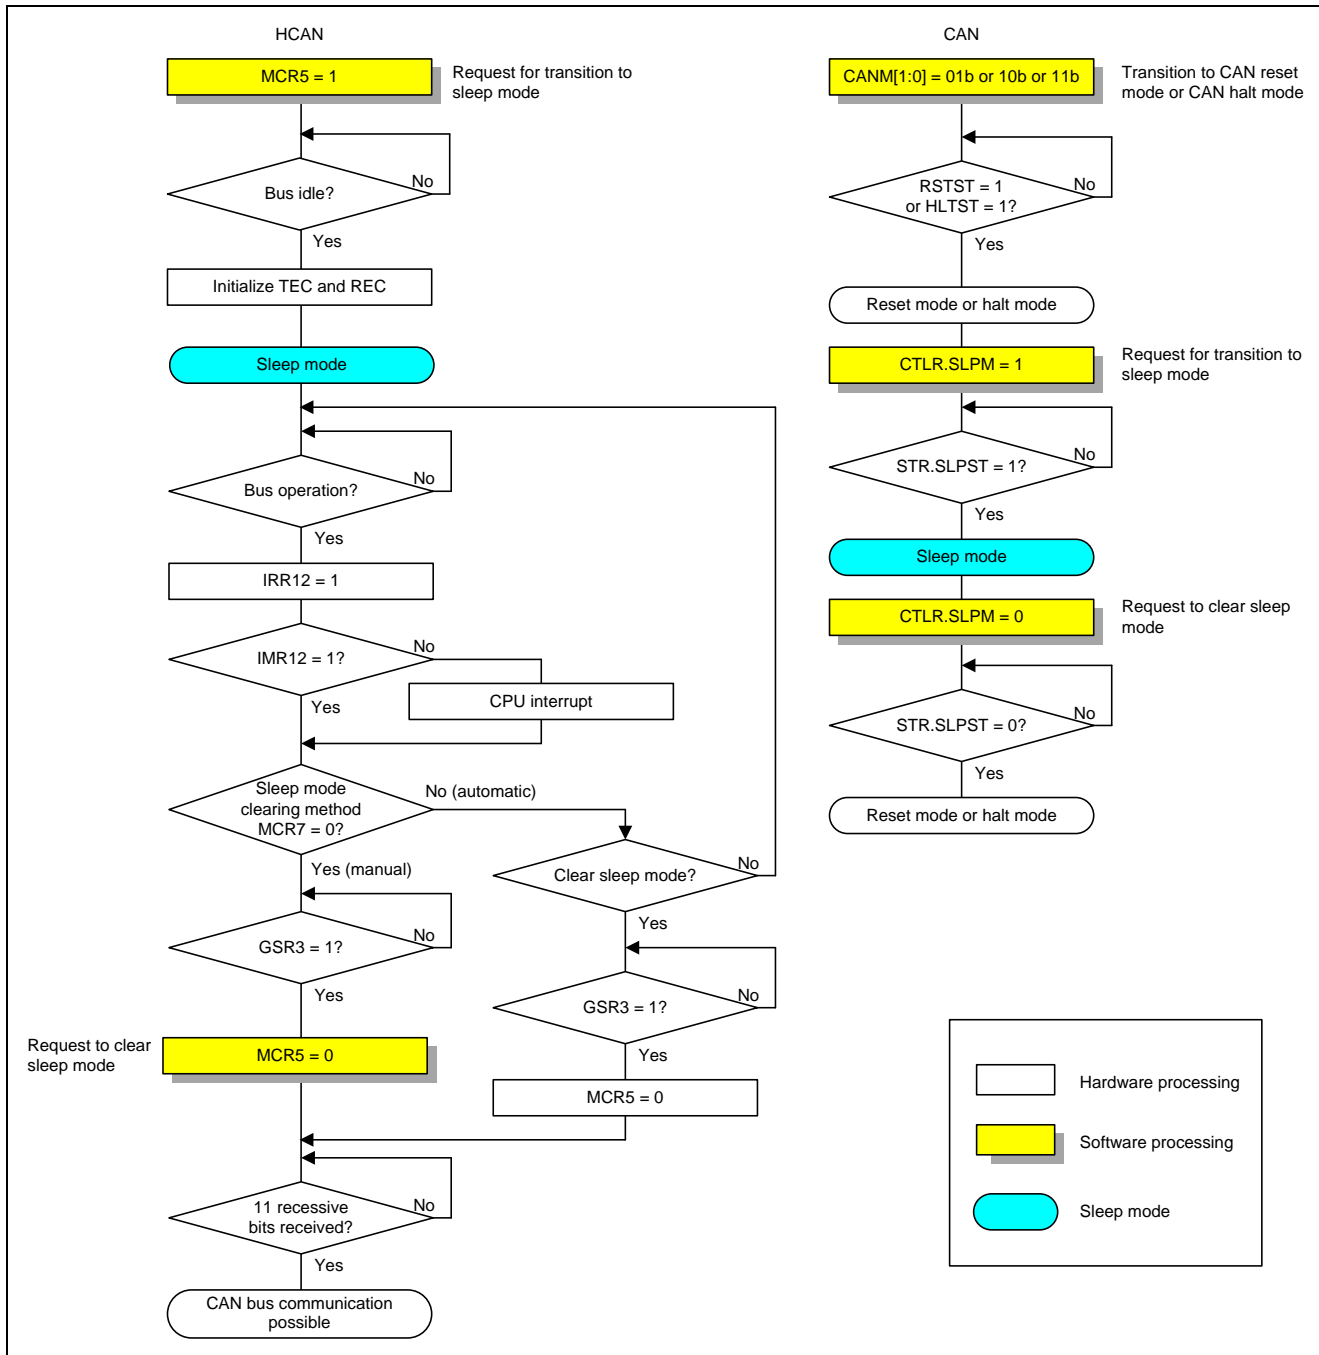 HCAN
MCR5 = 1
Request for transition to
sleep mode
Bus idle?
No
Yes
Initialize TEC and REC
Sleep mode
Bus operation?
No
Yes
IRR12 = 1
IMR12 = 1?
No
CPU interrupt
Yes
Sleep mode
clearing method
MCR7 = 0?
No (automatic)
Yes (manual)
Clear sleep mode?
No
Yes
GSR3 = 1?
No
Yes
GSR3 = 1?
No
Yes
Request to clear
sleep mode
MCR5 = 0
MCR5 = 0
11 recessive
bits received?
No
Yes
CAN bus communication
possible
CAN
CANM[1:0] = 01b or 10b or 11b
Transition to CAN reset
mode or CAN halt mode
RSTST = 1
or HLTST = 1?
No
Yes
Reset mode or halt mode
CTLR.SLPM = 1
Request for transition to
sleep mode
STR.SLPST = 1?
No
Yes
Sleep mode
CTLR.SLPM = 0
Request to clear sleep
mode
STR.SLPST = 0?
No
Yes
Reset mode or halt mode
Hardware processing
Software processing
Sleep mode